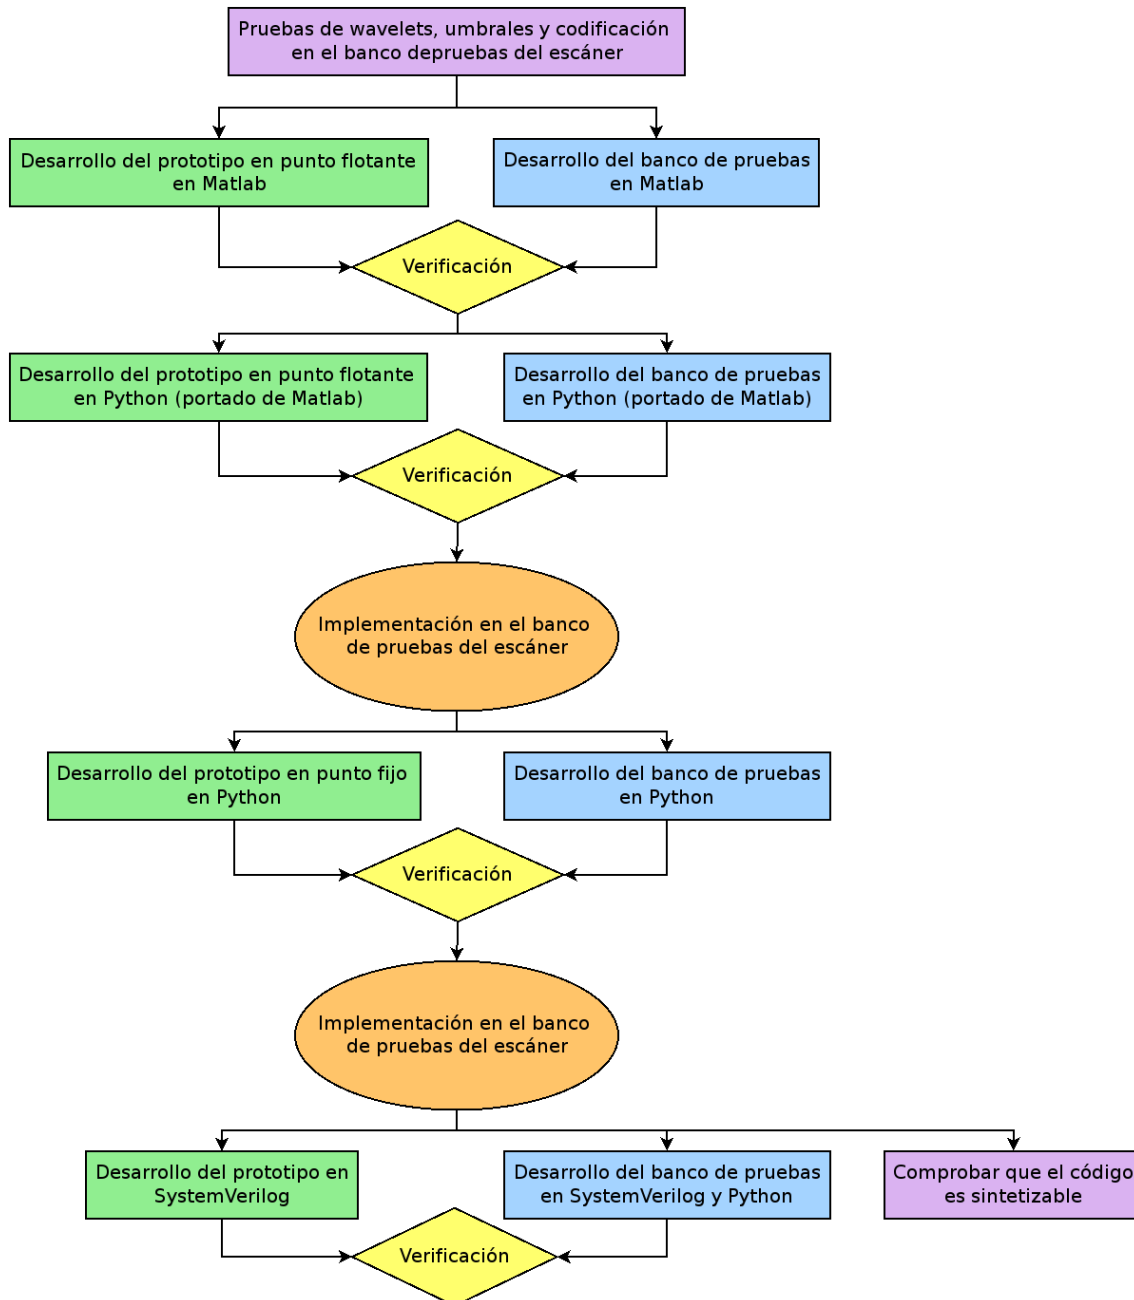 Pruebas de wavelets, umbrales y codificación
en el banco depruebas del escáner
Desarrollo del prototipo en punto flotante
en Matlab
Desarrollo del banco de pruebas
en Matlab
Verificación
Desarrollo del prototipo en punto flotante
en Python (portado de Matlab)
Desarrollo del banco de pruebas
en Python (portado de Matlab)
Verificación
Implementación en el banco
de pruebas del escáner
Desarrollo del prototipo en punto fijo
en Python
Desarrollo del banco de pruebas
en Python
Verificación
Implementación en el banco
de pruebas del escáner
Desarrollo del prototipo en
SystemVerilog
Desarrollo del banco de pruebas
en SystemVerilog y Python
Comprobar que el código
es sintetizable
Verificación